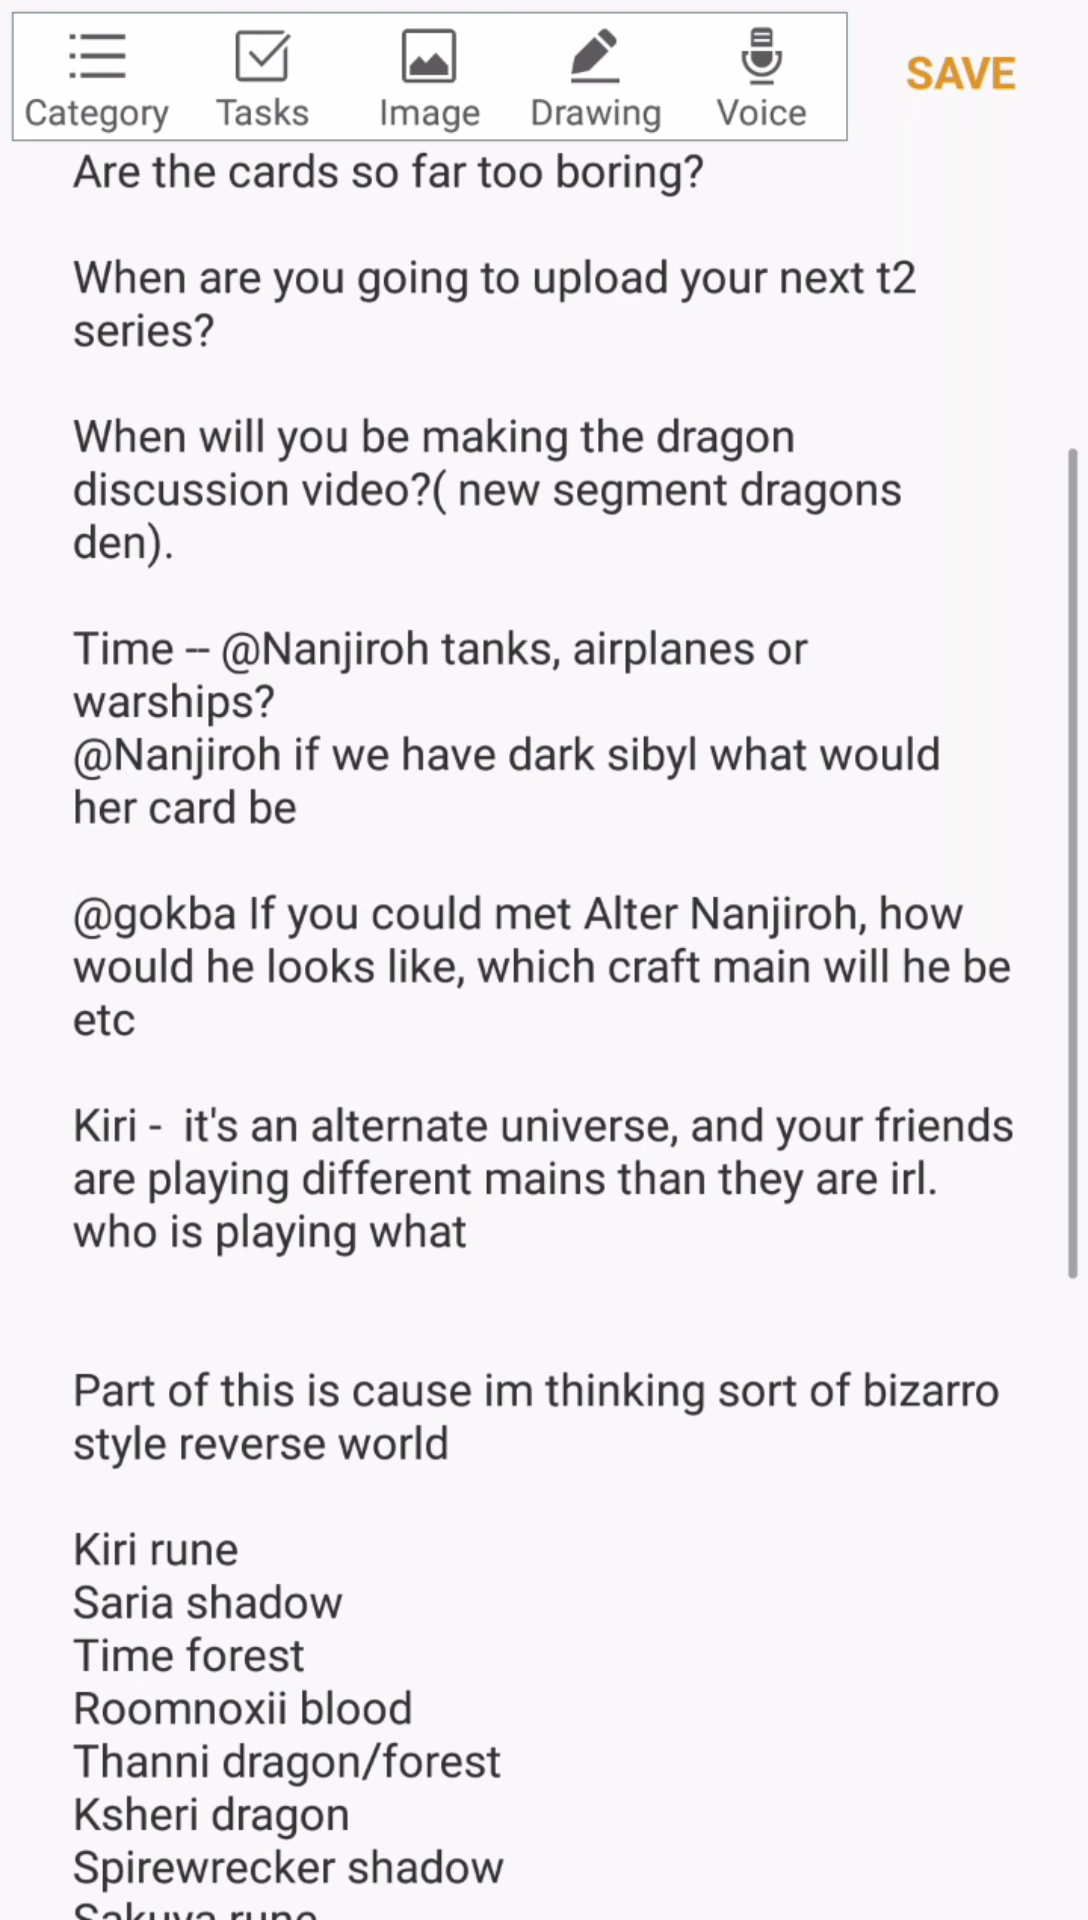 Category Tasks Image Drawing Voice SAVE
Are the cards so far too boring?
When are you going to upload your next t2
series?
When will you be making the dragon
discussion video?( new segment dragons
den).
Time -- @Nanjiroh tanks, airplanes or
warships?
@Nanjiroh if we have dark sibyl what would
her card be
@gokba If you could met Alter Nanjiroh, how
would he looks like, which craft main will he be
etc
Kiri -  it's an alternate universe, and your friends
are playing different mains than they are irl.
who is playing what
Part of this is cause im thinking sort of bizarro
style reverse world
Kiri rune
Saria shadow
Time forest
Roomnoxii blood
Thanni dragon/forest
Ksheri dragon
Spirewrecker shadow
Sakuya rune